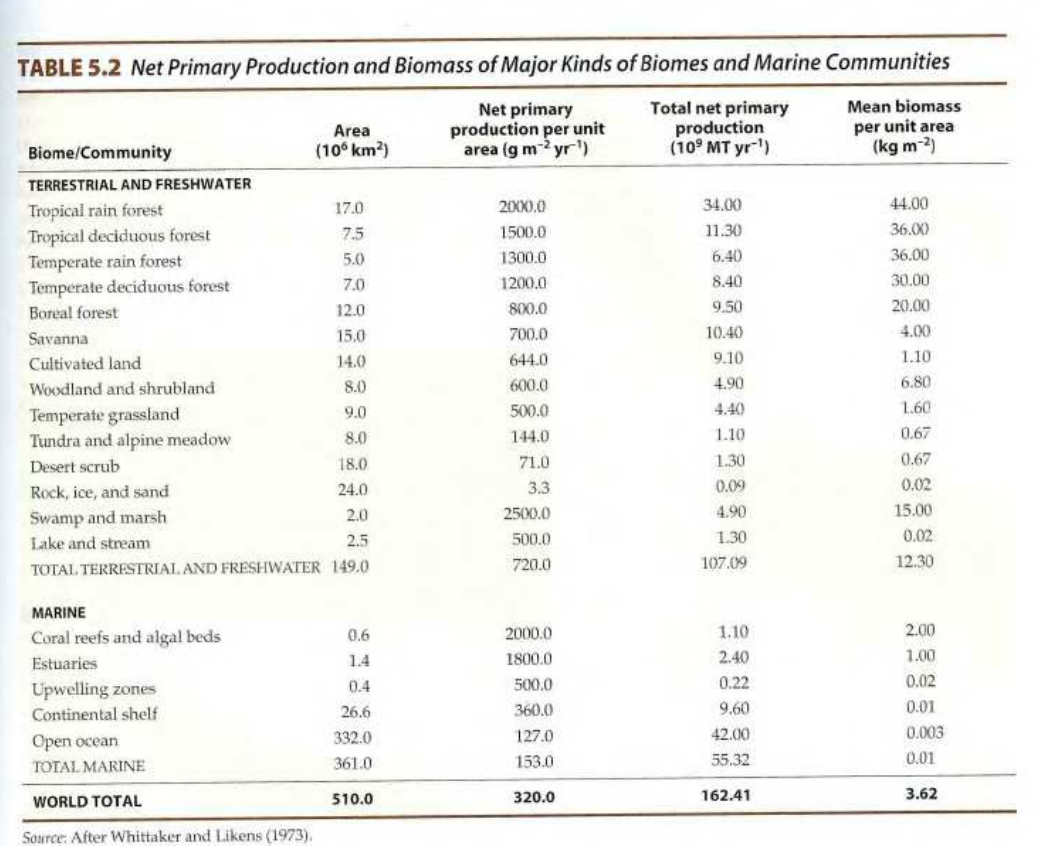 TABLE 5.2 Net Primary Production and Biomass of Major Kinds of Biomes and Marine Communities
Biome/Community Area (10⁶ km²) Net primary production per unit area (g m⁻² yr⁻¹) Total net primary production (10⁹ MT yr⁻¹) Mean biomass per unit area (kg m⁻²)
TERRESTRIAL AND FRESHWATER
Tropical rain forest 17.0 2000.0 34.00 44.00
Tropical deciduous forest 7.5 1500.0 11.30 36.00
Temperate rain forest 5.0 1300.0 6.40 36.00
Temperate deciduous forest 7.0 1200.0 8.40 30.00
Boreal forest 12.0 800.0 9.50 20.00
Savanna 15.0 700.0 10.40 4.00
Cultivated land 14.0 644.0 9.10 1.10
Woodland and shrubland 8.0 600.0 4.90 6.80
Temperate grassland 9.0 500.0 4.40 1.60
Tundra and alpine meadow 8.0 144.0 1.10 0.67
Desert scrub 18.0 71.0 1.30 0.67
Rock, ice, and sand 24.0 3.3 0.09 0.02
Swamp and marsh 2.0 2500.0 4.90 15.00
Lake and stream 2.5 500.0 1.30 0.02
TOTAL TERRESTRIAL AND FRESHWATER 149.0 720.0 107.09 12.30
MARINE
Coral reefs and algal beds 0.6 2000.0 1.10 2.00
Estuaries 1.4 1800.0 2.40 1.00
Upwelling zones 0.4 500.0 0.22 0.02
Continental shelf 26.6 360.0 9.60 0.01
Open ocean 332.0 127.0 42.00 0.003
TOTAL MARINE 361.0 153.0 55.32 0.01
WORLD TOTAL 510.0 320.0 162.41 3.62
Source: After Whittaker and Likens (1973).